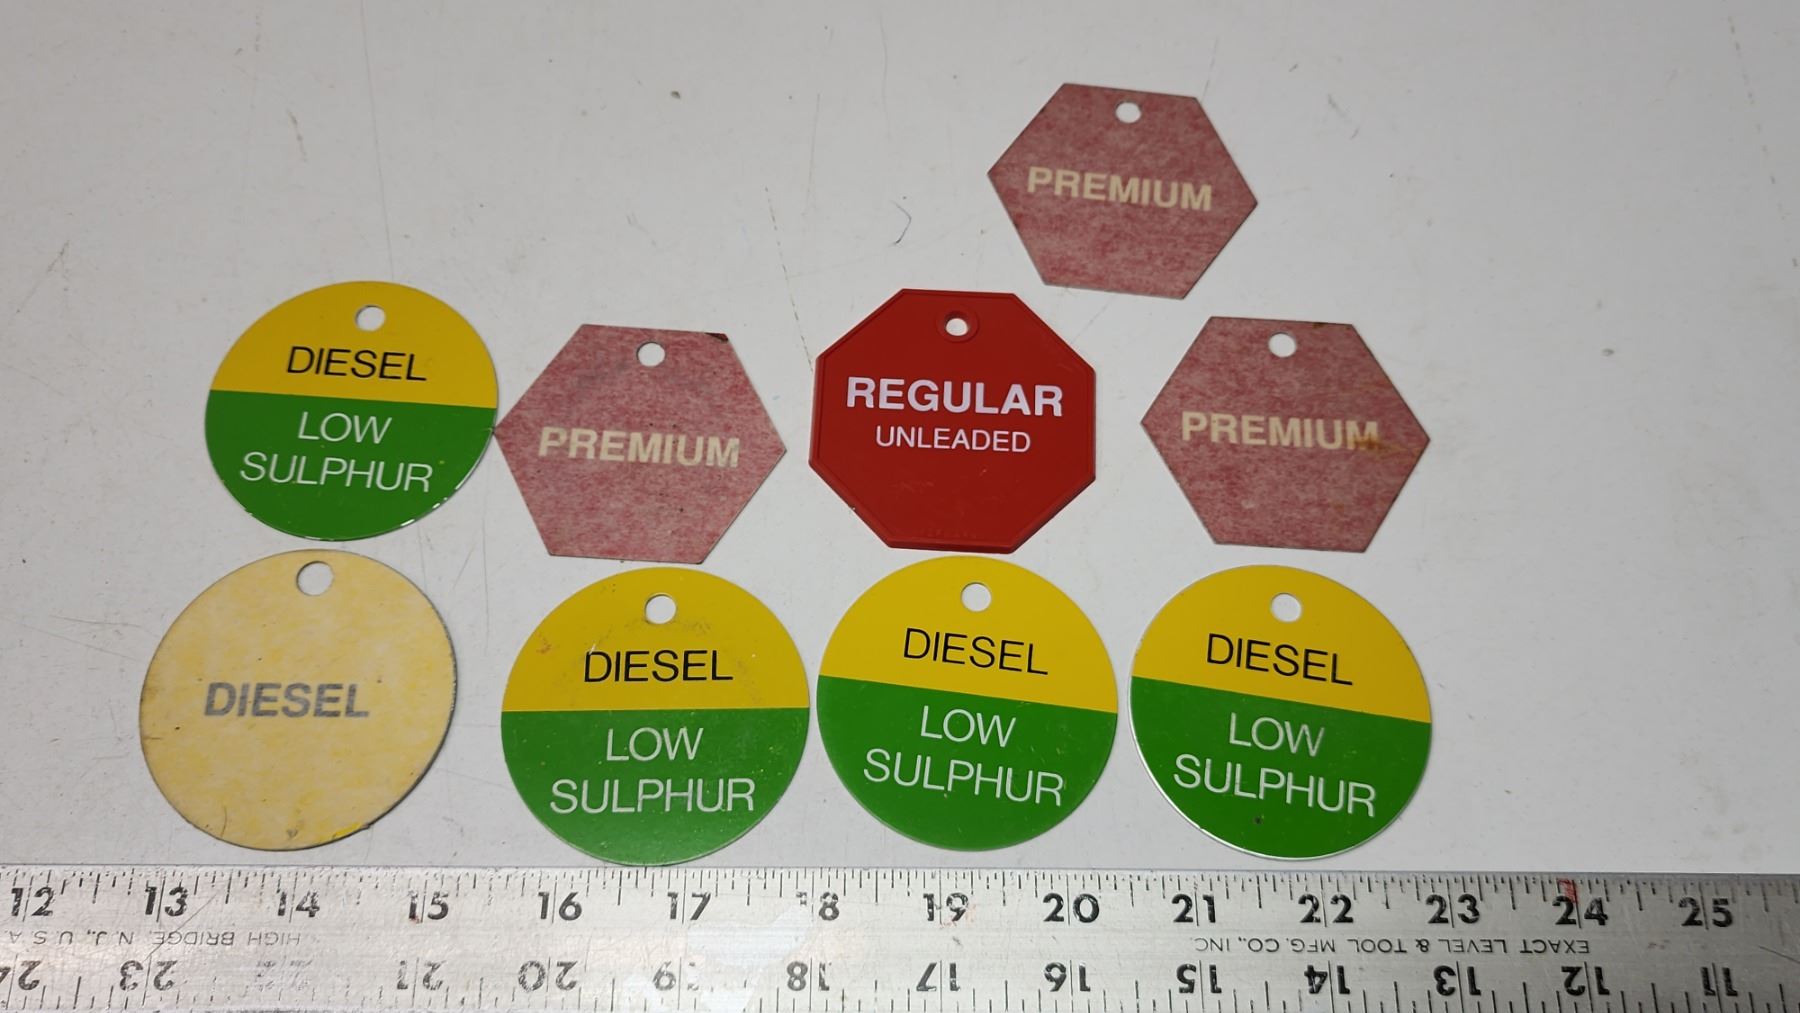 PREMIUM
DIESEL
LOW
SULPHUR
PREMIUM
REGULAR
UNLEADED
PREMIUM
DIESEL
DIESEL
LOW
SULPHUR
DIESEL
LOW
SULPHUR
DIESEL
LOW
SULPHUR
12 13 14 15 16 17 18 19 20 21 22 23 24 25
HIGH BRIDGE, N.J., U.S.A.
EXACT LEVEL & TOOL MFG. CO., INC.
24 23 22 21 20 19 18 17 16 15 14 13 12 11